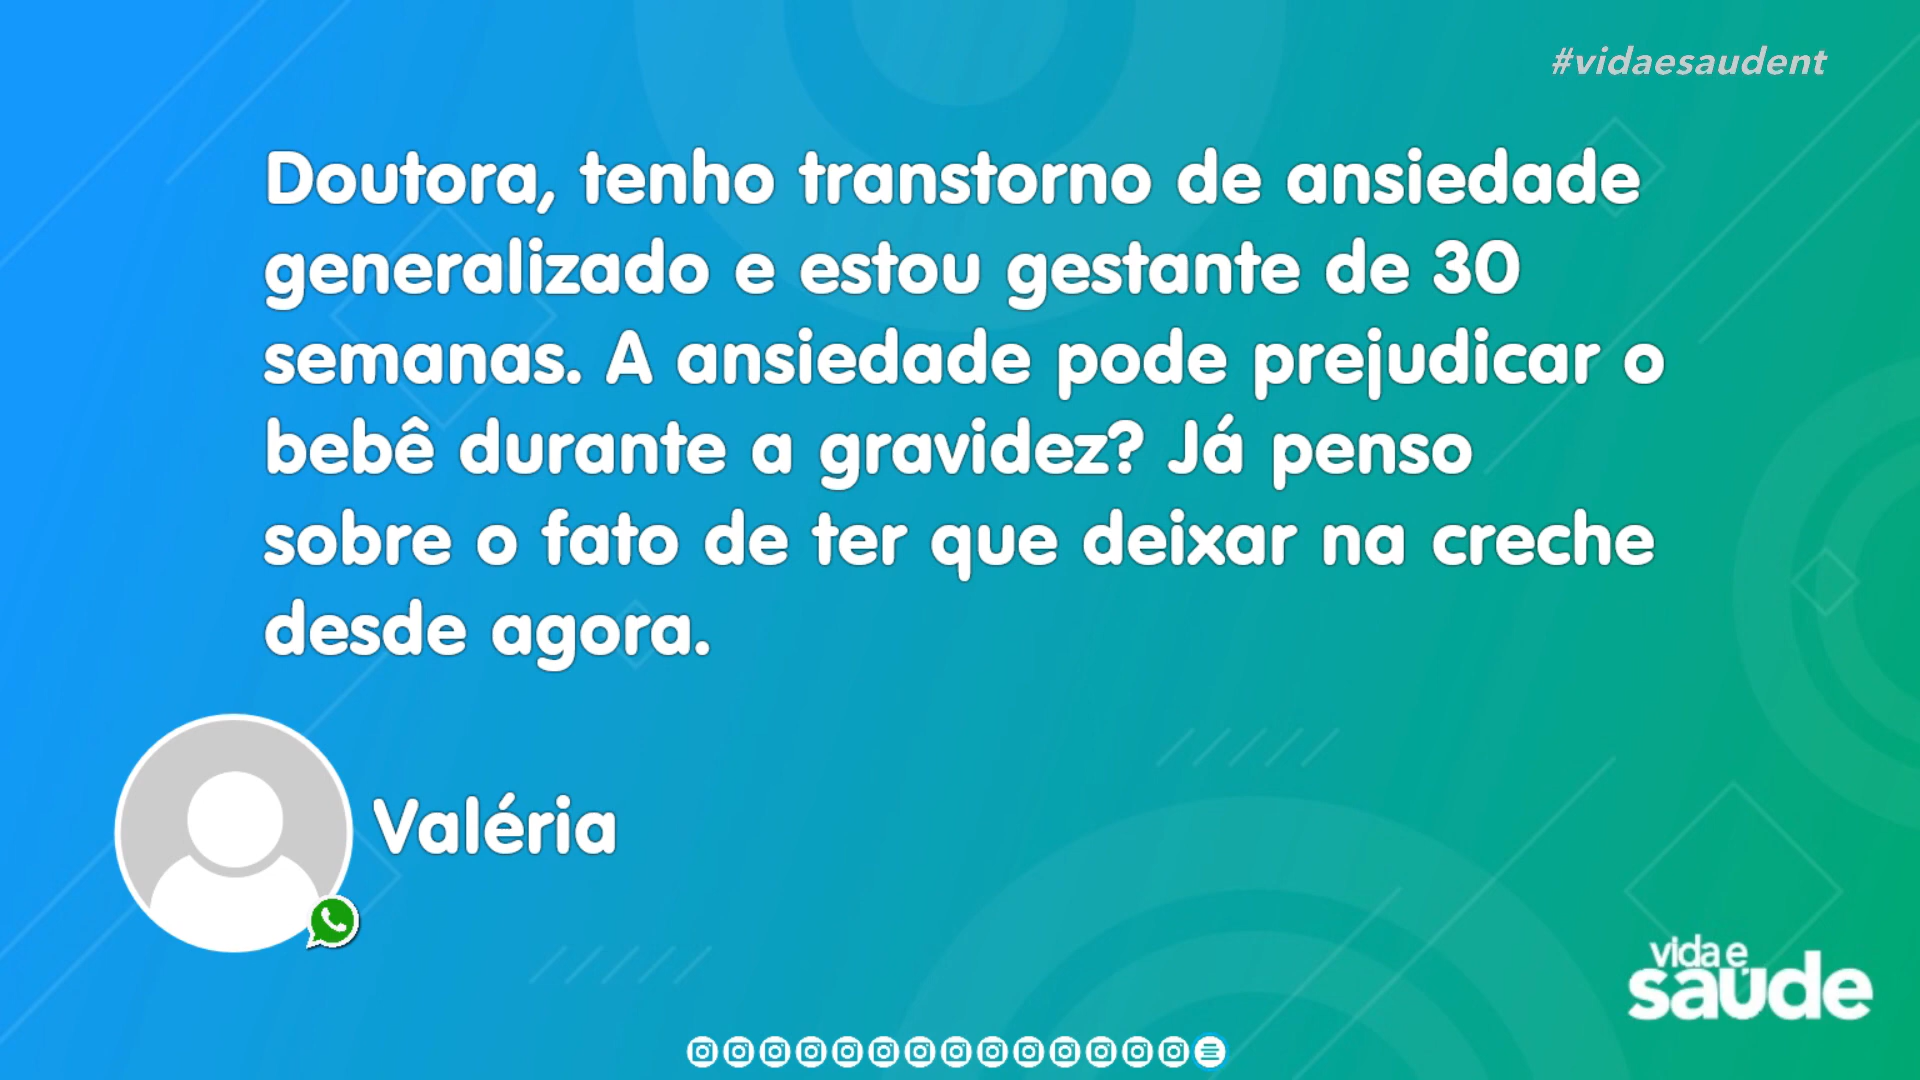 #vidaesaudent
Doutora, tenho transtorno de ansiedade
generalizado e estou gestante de 30
semanas. A ansiedade pode prejudicar o
bebê durante a gravidez? Já penso
sobre o fato de ter que deixar na creche
desde agora.
Valéria
vida e
saúde